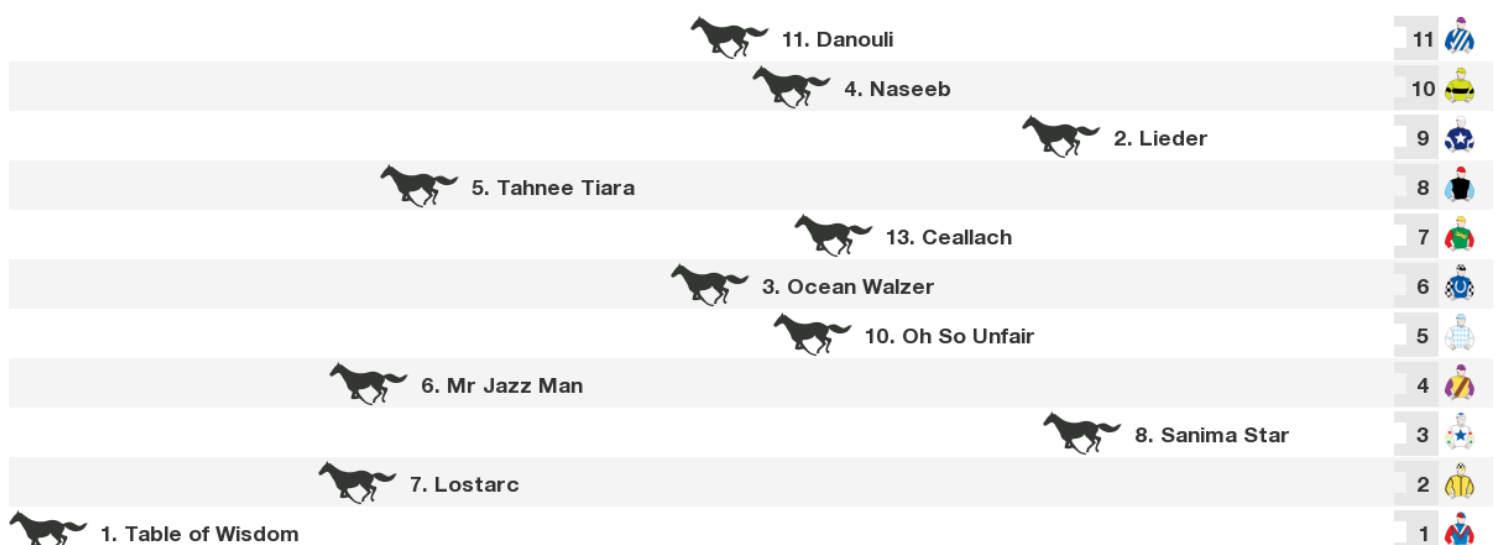 11. Danouli 11
4. Naseeb 10
2. Lieder 9
5. Tahnee Tiara 8
13. Ceallach 7
3. Ocean Walzer 6
10. Oh So Unfair 5
6. Mr Jazz Man 4
8. Sanima Star 3
7. Lostarc 2
1. Table of Wisdom 1